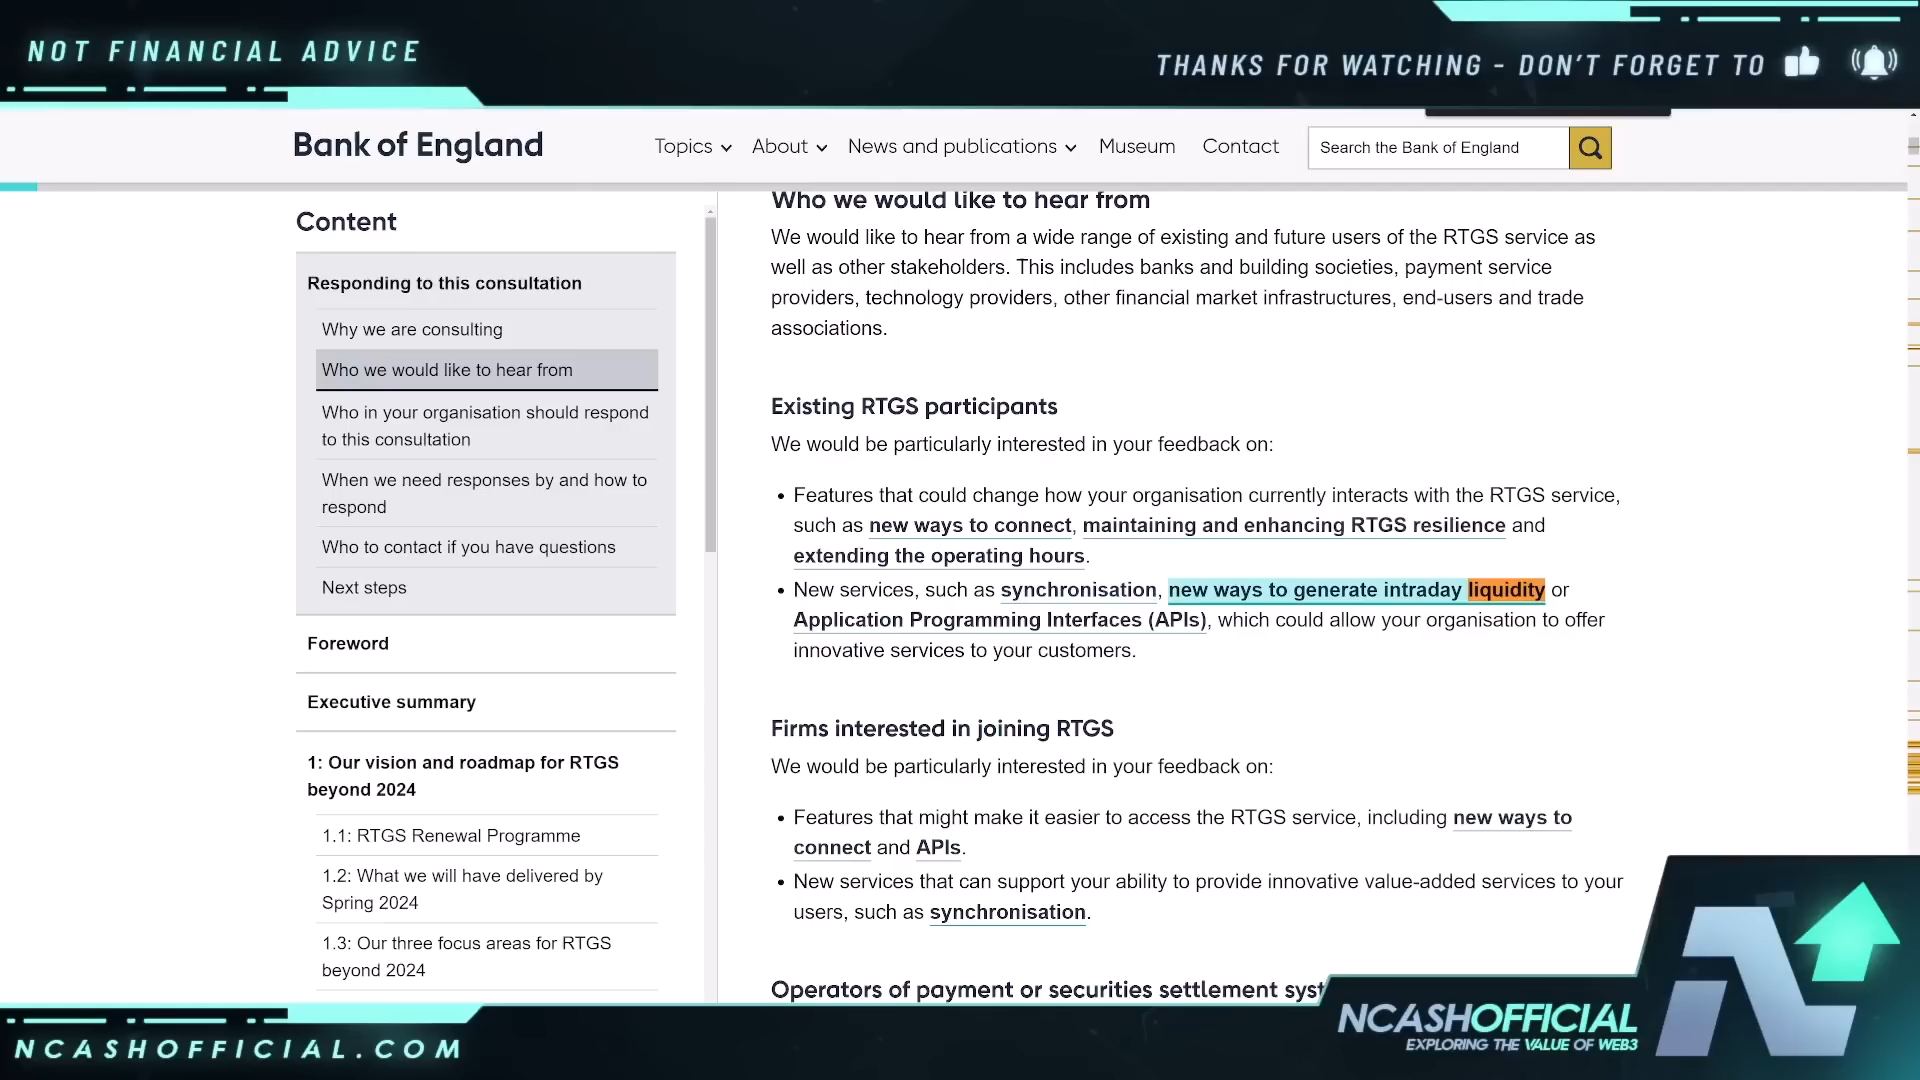 NOT FINANCIAL ADVICE
THANKS FOR WATCHING - DON'T FORGET TO
Bank of England
Topics
About
News and publications
Museum
Contact
Search the Bank of England
Content
Responding to this consultation
Why we are consulting
Who we would like to hear from
Who in your organisation should respond
to this consultation
When we need responses by and how to
respond
Who to contact if you have questions
Next steps
Foreword
Executive summary
1: Our vision and roadmap for RTGS
beyond 2024
1.1: RTGS Renewal Programme
1.2: What we will have delivered by
Spring 2024
1.3: Our three focus areas for RTGS
beyond 2024
Who we would like to hear from
We would like to hear from a wide range of existing and future users of the RTGS service as
well as other stakeholders. This includes banks and building societies, payment service
providers, technology providers, other financial market infrastructures, end-users and trade
associations.
Existing RTGS participants
We would be particularly interested in your feedback on:
• Features that could change how your organisation currently interacts with the RTGS service,
such as new ways to connect, maintaining and enhancing RTGS resilience and
extending the operating hours.
• New services, such as synchronisation, new ways to generate intraday liquidity or
Application Programming Interfaces (APIs), which could allow your organisation to offer
innovative services to your customers.
Firms interested in joining RTGS
We would be particularly interested in your feedback on:
• Features that might make it easier to access the RTGS service, including new ways to
connect and APIs.
• New services that can support your ability to provide innovative value-added services to your
users, such as synchronisation.
Operators of payment or securities settlement syst
NCASHOFFICIAL.COM
NCASHOFFICIAL
EXPLORING THE VALUE OF WEB3